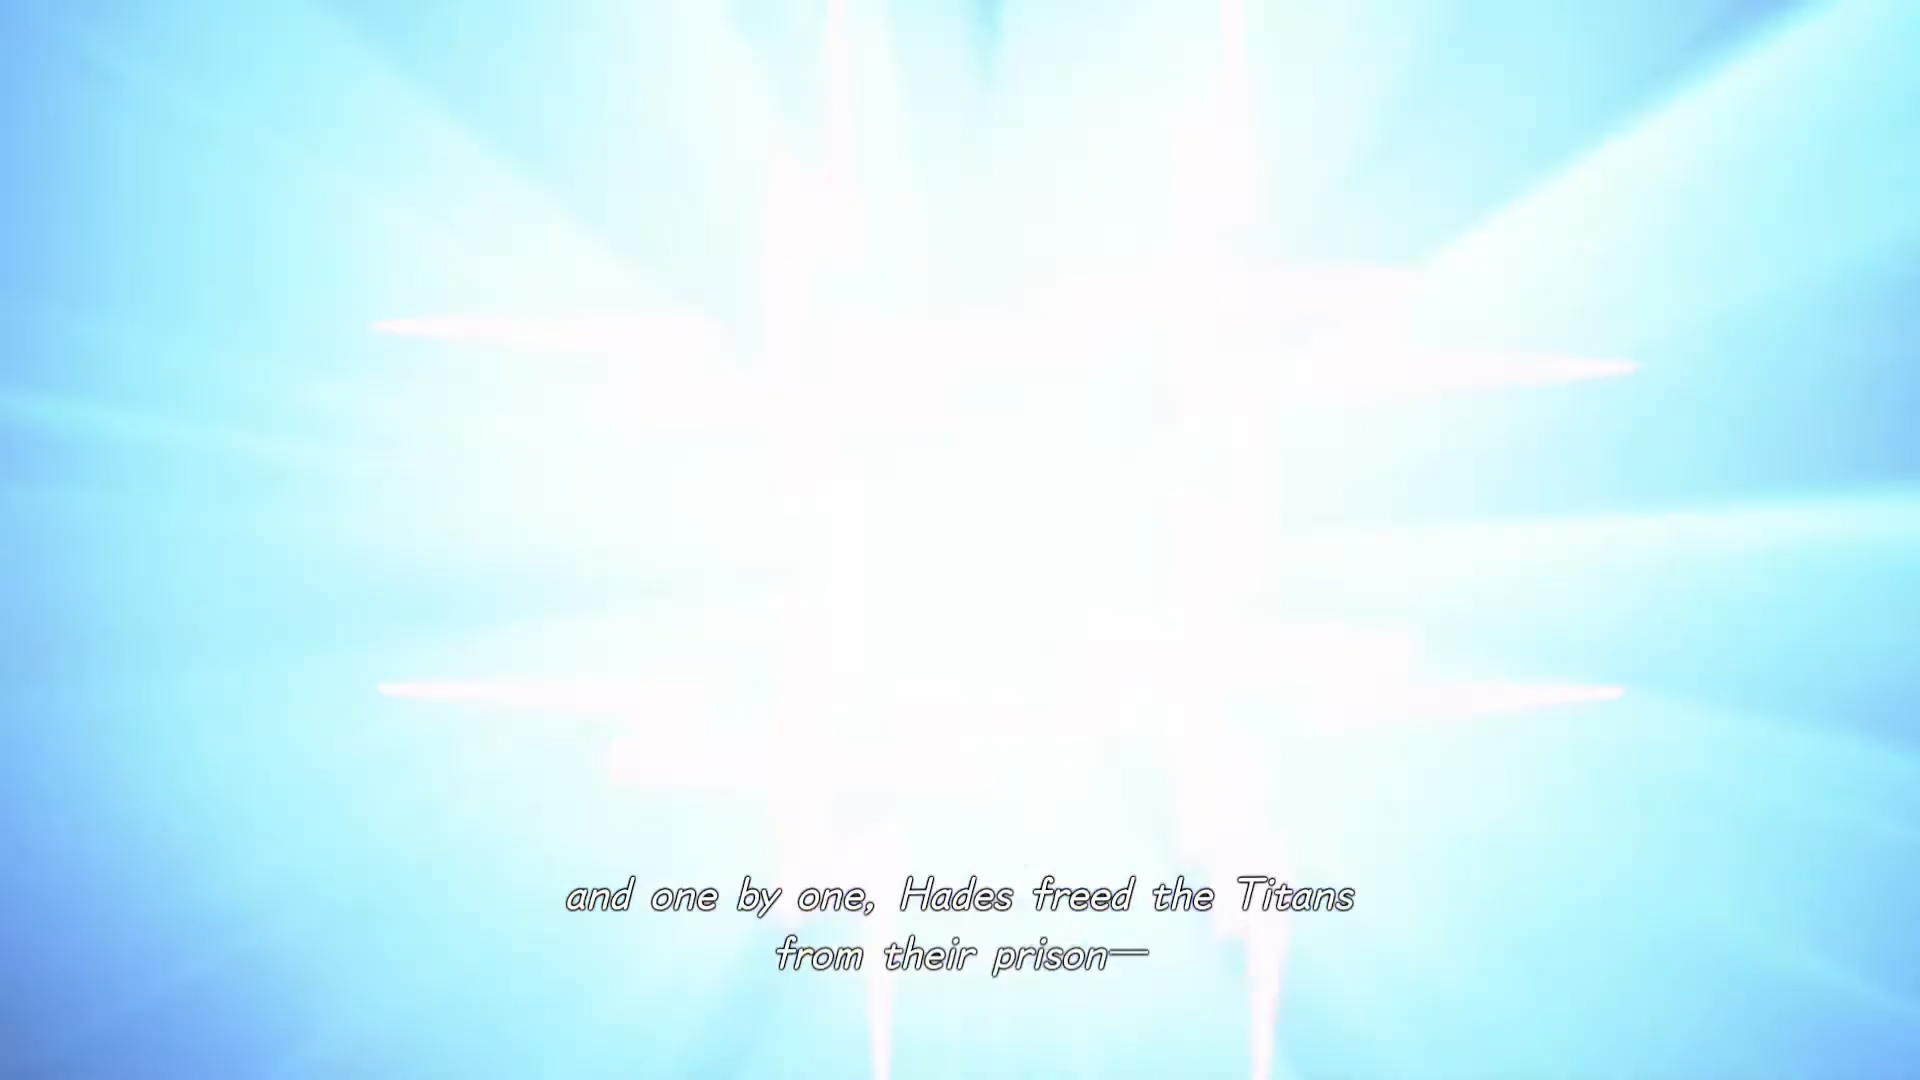 and one by one, Hades freed the Titans
from their prison—